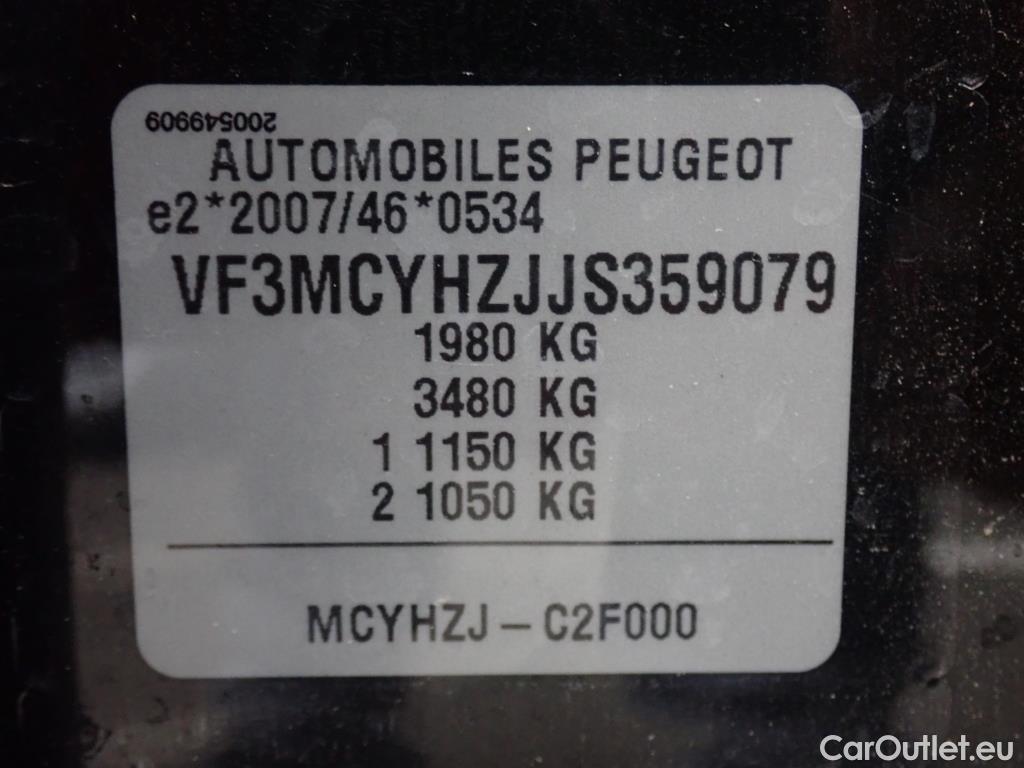 200549909
AUTOMOBILES PEUGEOT
e2*2007/46*0534
VF3MCYHZJJS359079
1980 KG
3480 KG
1 1150 KG
2 1050 KG
MCYHZJ – C2F000
CarOutlet.eu